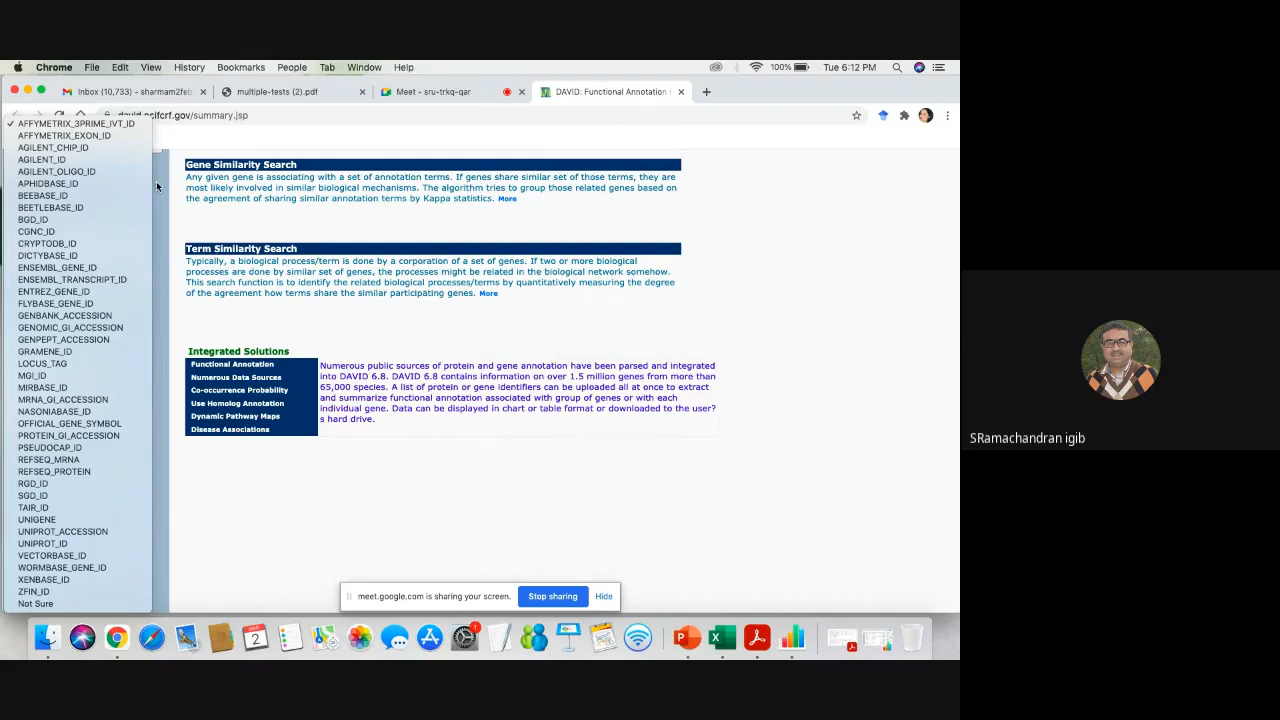 Chrome File Edit View History Bookmarks People Tab Window Help
100% Tue 6:12 PM
Inbox (10,733) - sharmam2feb
multiple-tests (2).pdf
Meet - sru-trkq-qar
DAVID: Functional Annotation
.gov/summary.jsp
✓ AFFYMETRIX_3PRIME_IVT_ID
AFFYMETRIX_EXON_ID
AGILENT_CHIP_ID
AGILENT_ID
AGILENT_OLIGO_ID
APHIDBASE_ID
BEEBASE_ID
BEETLEBASE_ID
BGD_ID
CGNC_ID
CRYPTODB_ID
DICTYBASE_ID
ENSEMBL_GENE_ID
ENSEMBL_TRANSCRIPT_ID
ENTREZ_GENE_ID
FLYBASE_GENE_ID
GENBANK_ACCESSION
GENOMIC_GI_ACCESSION
GENPEPT_ACCESSION
GRAMENE_ID
LOCUS_TAG
MGI_ID
MIRBASE_ID
MRNA_GI_ACCESSION
NASONIABASE_ID
OFFICIAL_GENE_SYMBOL
PROTEIN_GI_ACCESSION
PSEUDOCAP_ID
REFSEQ_MRNA
REFSEQ_PROTEIN
RGD_ID
SGD_ID
TAIR_ID
UNIGENE
UNIPROT_ACCESSION
UNIPROT_ID
VECTORBASE_ID
WORMBASE_GENE_ID
XENBASE_ID
ZFIN_ID
Not Sure
Gene Similarity Search
Any given gene is associating with a set of annotation terms. If genes share similar set of those terms, they are
most likely involved in similar biological mechanisms. The algorithm tries to group those related genes based on
the agreement of sharing similar annotation terms by Kappa statistics. More
Term Similarity Search
Typically, a biological process/term is done by a corporation of a set of genes. If two or more biological
processes are done by similar set of genes, the processes might be related in the biological network somehow.
This search function is to identify the related biological processes/terms by quantitatively measuring the degree
of the agreement how terms share the similar participating genes. More
Integrated Solutions
Functional Annotation
Numerous Data Sources
Co-occurrence Probability
Use Homolog Annotation
Dynamic Pathway Maps
Disease Associations
Numerous public sources of protein and gene annotation have been parsed and integrated
into DAVID 6.8. DAVID 6.8 contains information on over 1.5 million genes from more than
65,000 species. A list of protein or gene identifiers can be uploaded all at once to extract
and summarize functional annotation associated with group of genes or with each
individual gene. Data can be displayed in chart or table format or downloaded to the user?
s hard drive.
meet.google.com is sharing your screen. Stop sharing Hide
MAR
2
1
SRamachandran igib